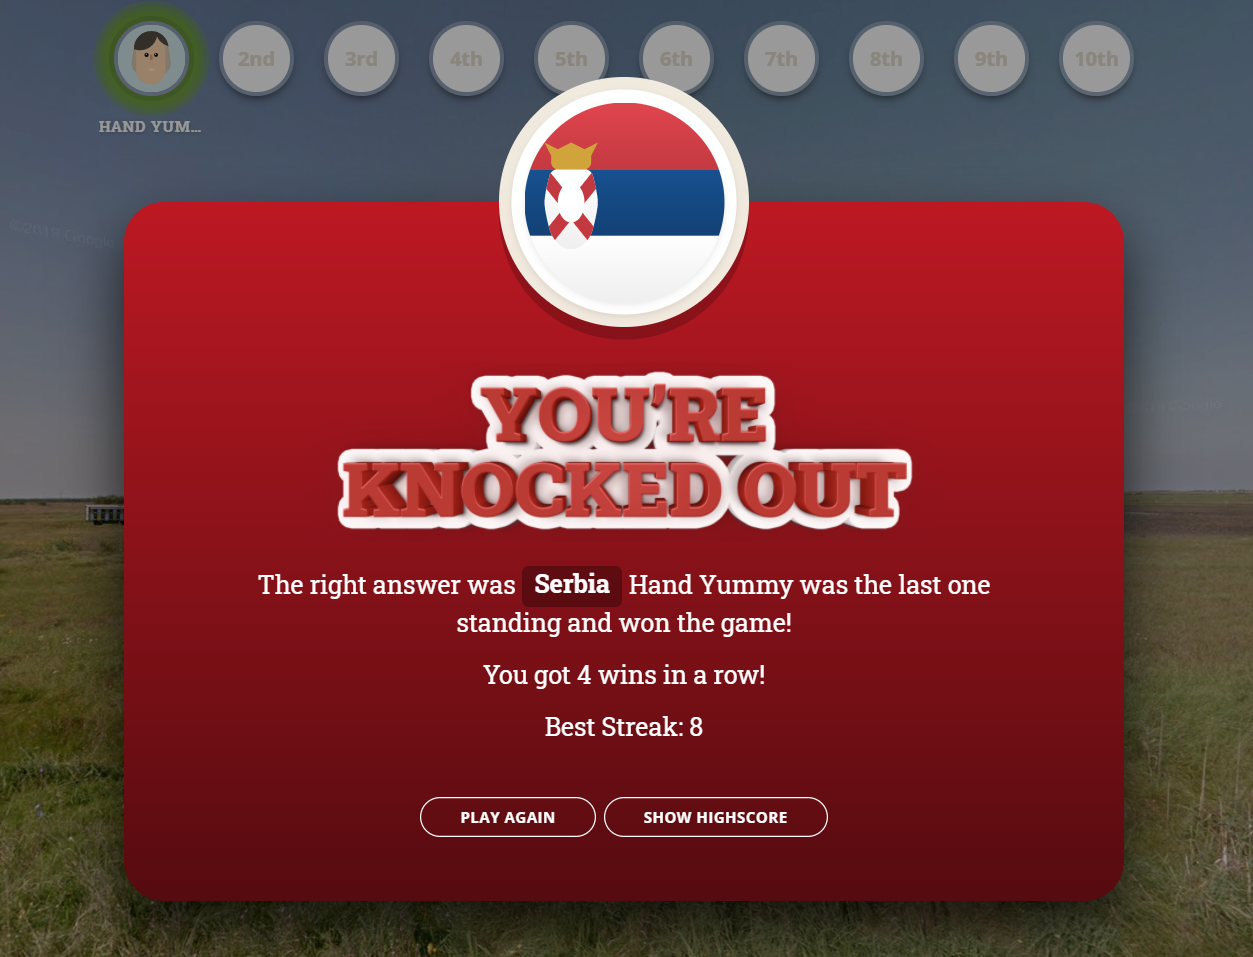 2nd 3rd 4th 5th 6th 7th 8th 9th 10th
HAND YUM...
©2019 Google
YOU'RE
KNOCKED OUT
The right answer was Serbia Hand Yummy was the last one
standing and won the game!
You got 4 wins in a row!
Best Streak: 8
PLAY AGAIN SHOW HIGHSCORE